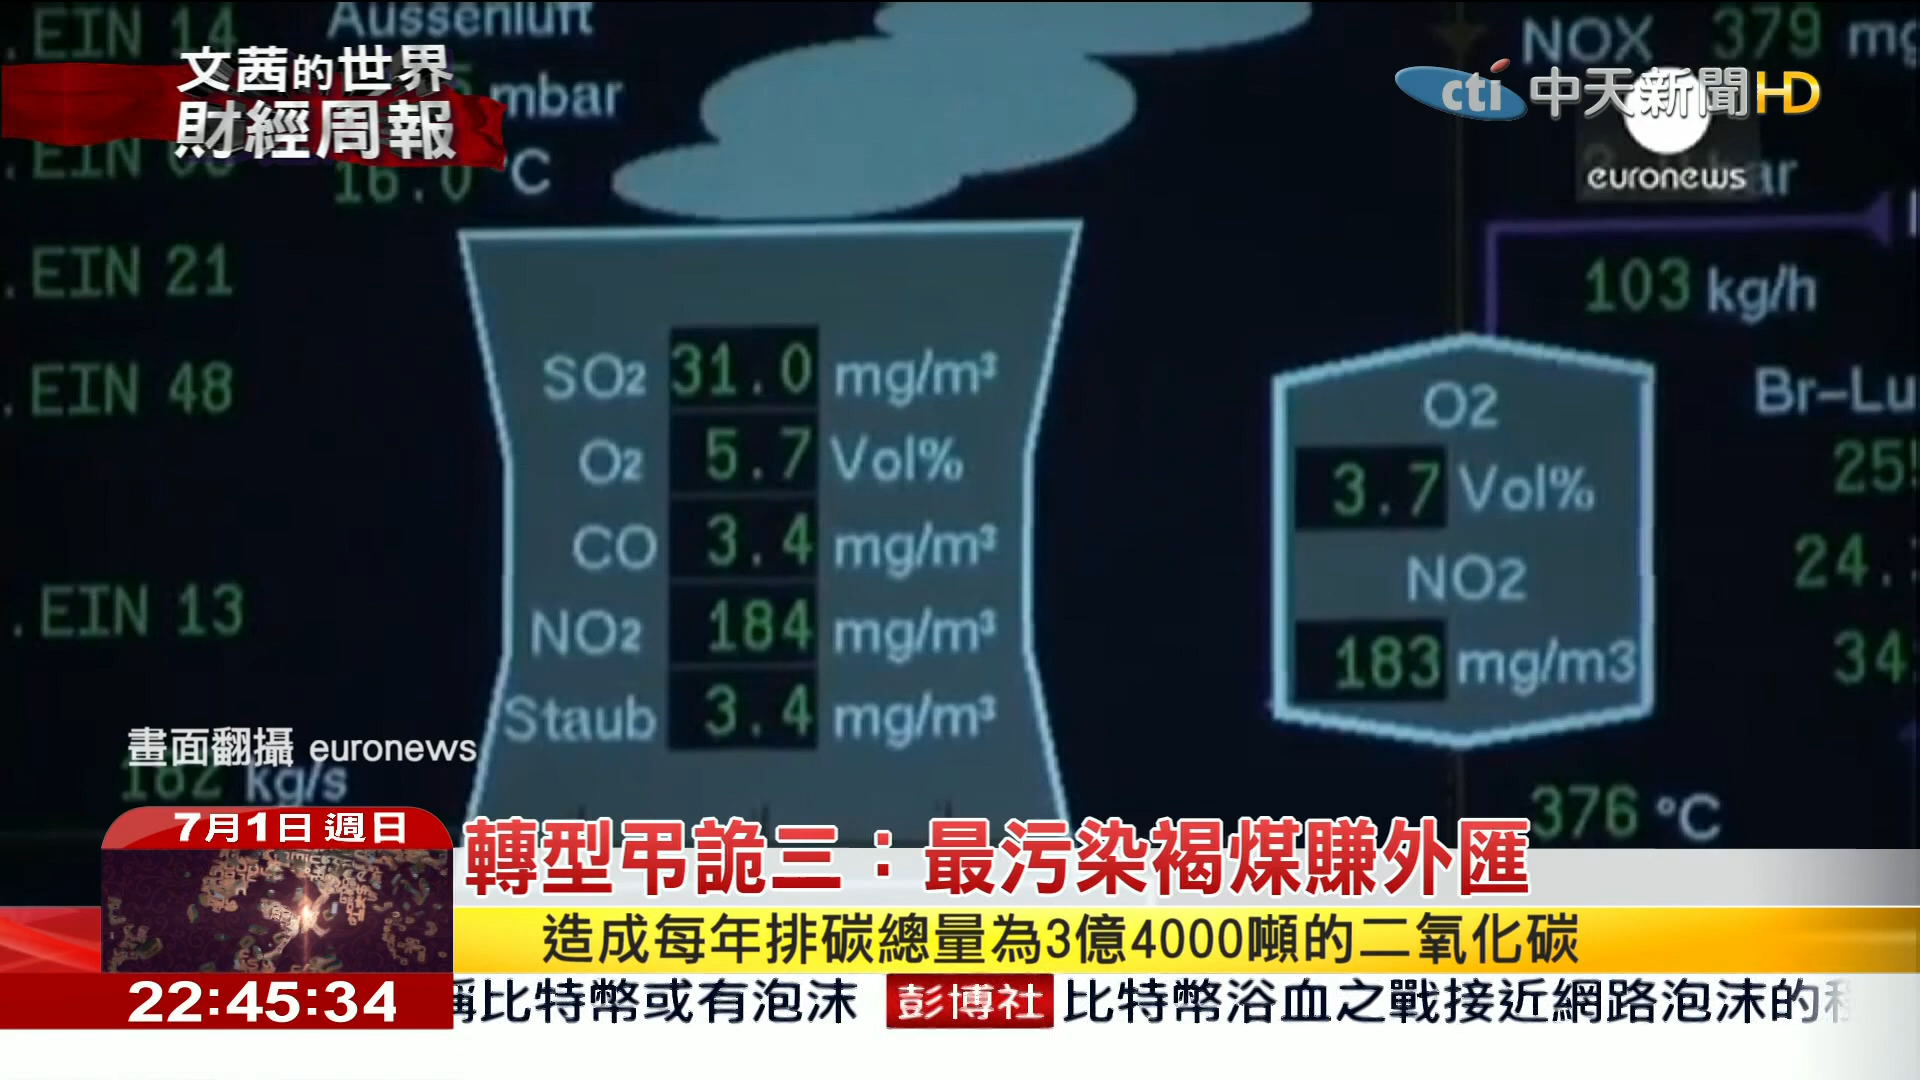 .EIN 14
Aussenluft
NOX 379
文茜的世界
財經周報
mbar
cti 中天新聞HD
euronews
16.0 °C
.EIN 21
103 kg/h
.EIN 48
SO2 31.0 mg/m³
O2 5.7 Vol%
CO 3.4 mg/m³
NO2 184 mg/m³
Staub 3.4 mg/m³
O2
3.7 Vol%
NO2
183 mg/m3
.EIN 13
376 °C
畫面翻攝 euronews
162 kg/s
7月1日 週日
轉型弔詭三：最污染褐煤賺外匯
造成每年排碳總量為3億4000噸的二氧化碳
22:45:34
稱比特幣或有泡沫 彭博社 比特幣浴血之戰接近網路泡沫的